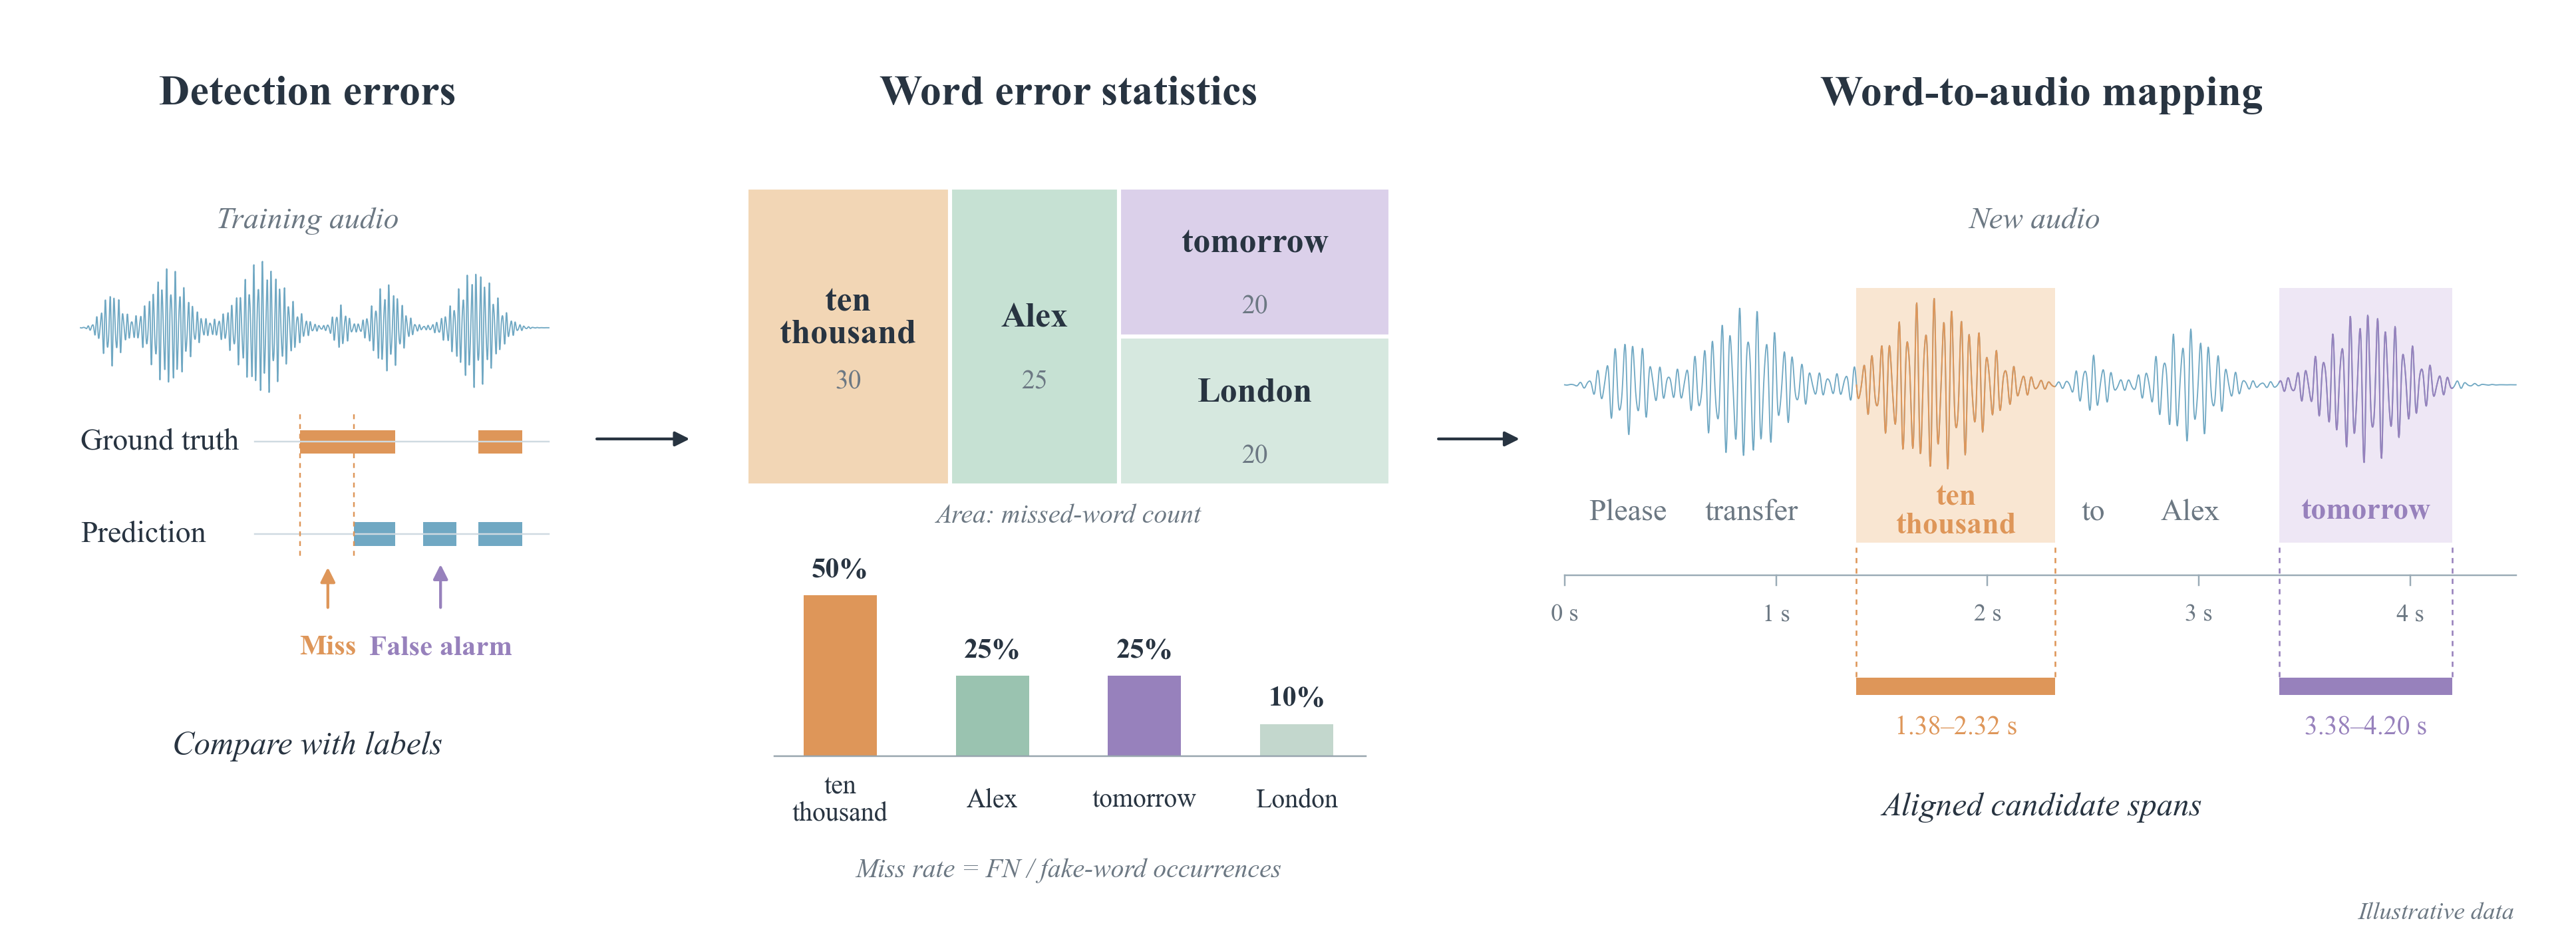 Detection errors
Training audio
Ground truth
Prediction
Miss
False alarm
Compare with labels
Word error statistics
ten
thousand
30
Alex
25
tomorrow
20
London
20
Area: missed-word count
50%
25%
25%
10%
ten
thousand
Alex
tomorrow
London
Miss rate = FN / fake-word occurrences
Word-to-audio mapping
New audio
Please transfer
ten
thousand
to Alex
tomorrow
0 s 1 s 2 s 3 s 4 s
1.38–2.32 s
3.38–4.20 s
Aligned candidate spans
Illustrative data